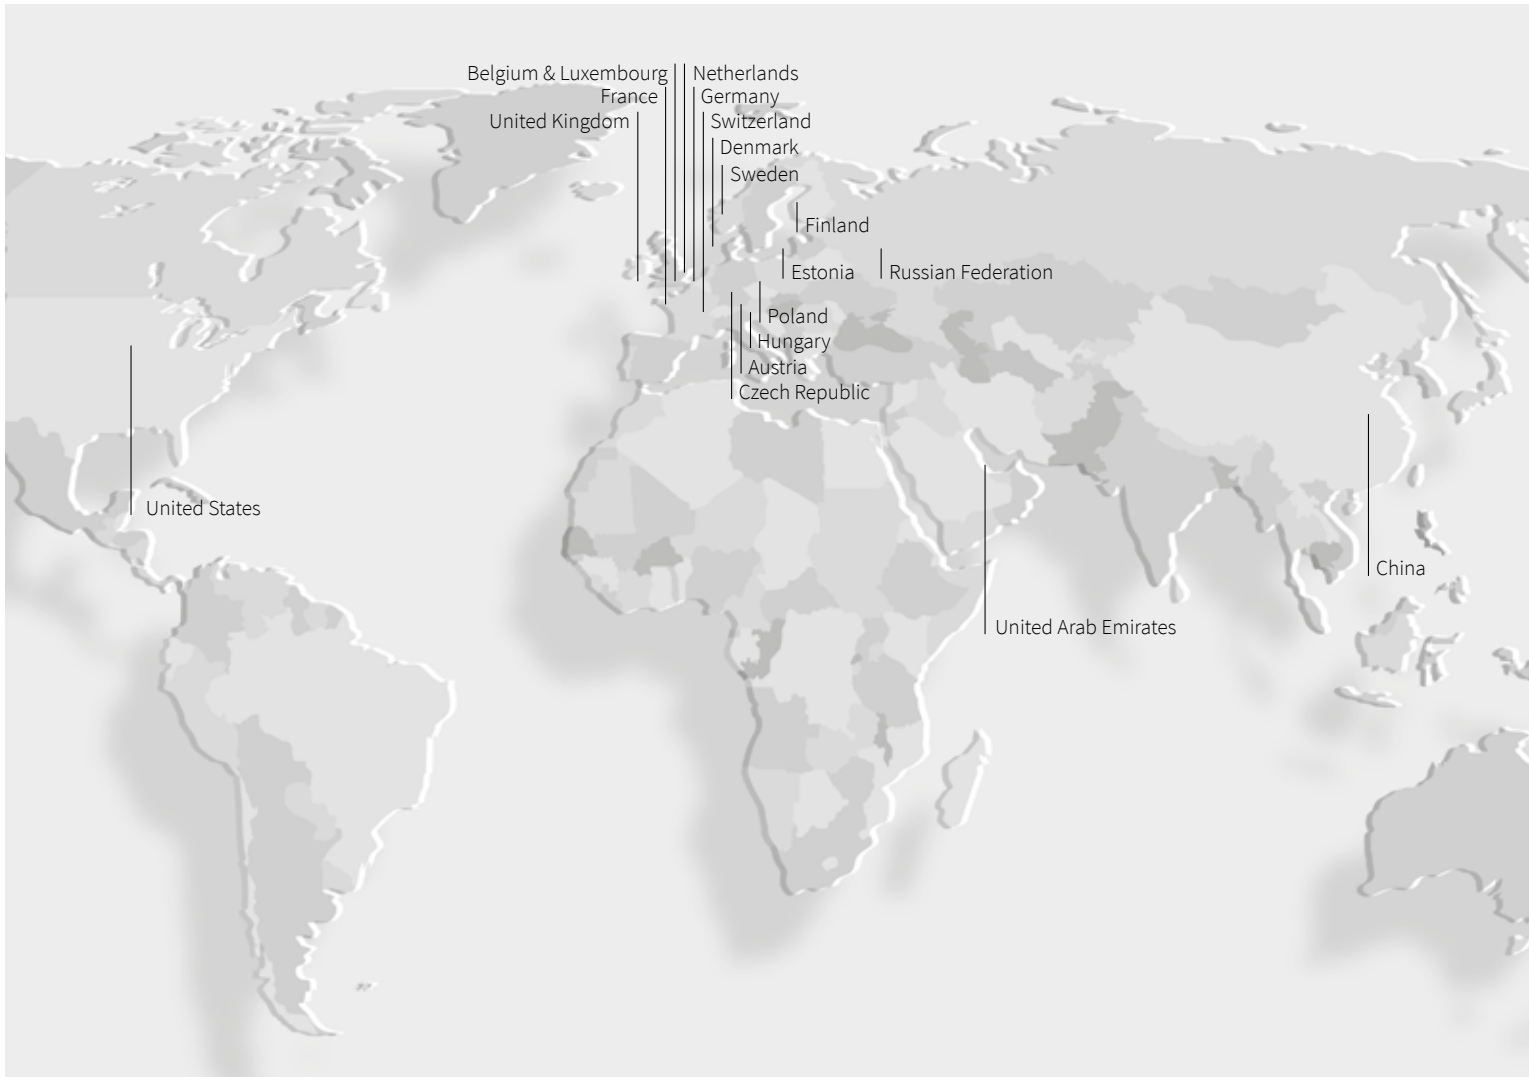 Belgium & Luxembourg
Netherlands
France
Germany
United Kingdom
Switzerland
Denmark
Sweden
Finland
Estonia
Russian Federation
Poland
Hungary
Austria
Czech Republic
United States
China
United Arab Emirates